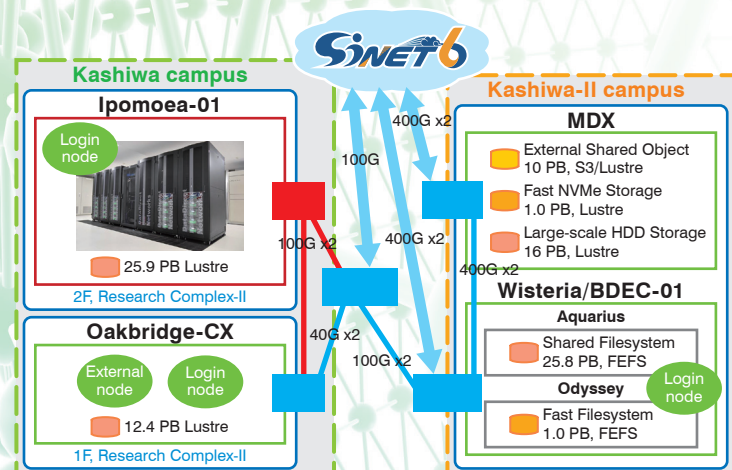 SINET6
Kashiwa campus
Ipomoea-01
Login
node
25.9 PB Lustre
2F, Research Complex-II
Oakbridge-CX
External
node
Login
node
12.4 PB Lustre
1F, Research Complex-II
100G
400G x2
400G x2
100G x2
400G x2
40G x2
100G x2
Kashiwa-II campus
MDX
External Shared Object
10 PB, S3/Lustre
Fast NVMe Storage
1.0 PB, Lustre
Large-scale HDD Storage
16 PB, Lustre
Wisteria/BDEC-01
Aquarius
Shared Filesystem
25.8 PB, FEFS
Odyssey
Login
node
Fast Filesystem
1.0 PB, FEFS